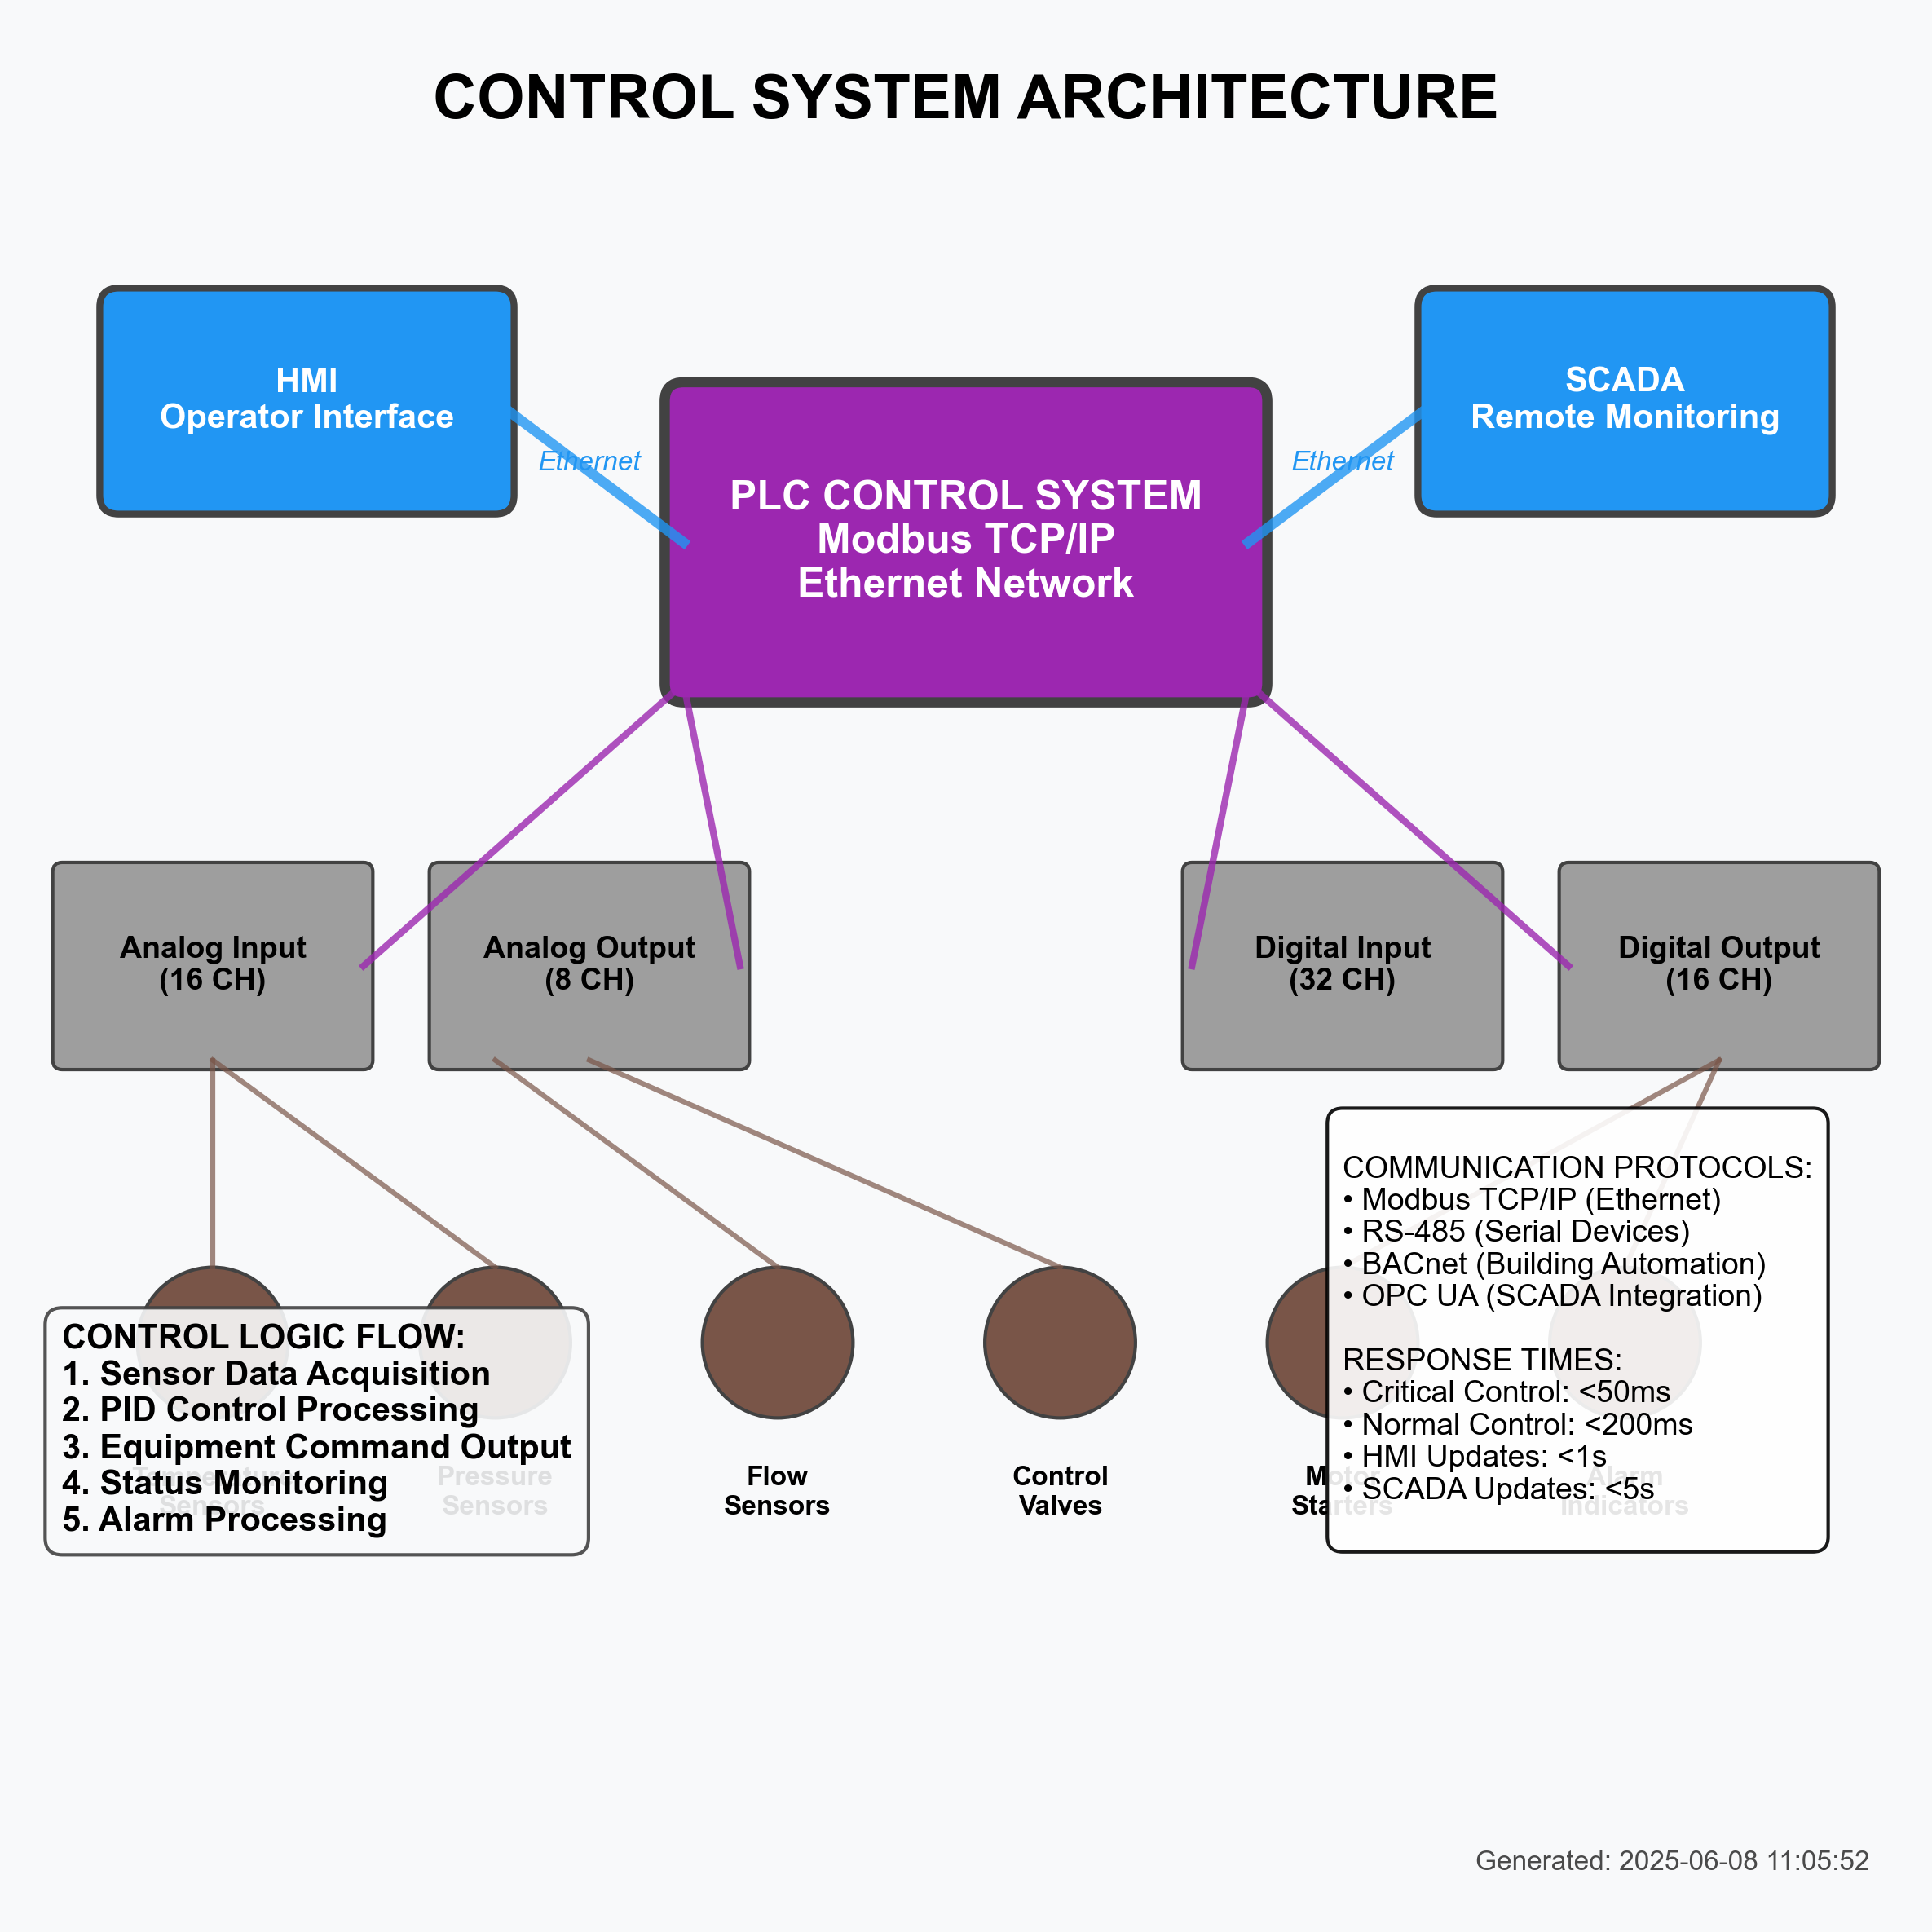 CONTROL SYSTEM ARCHITECTURE
HMI
Operator Interface
SCADA
Remote Monitoring
Ethernet
Ethernet
PLC CONTROL SYSTEM
Modbus TCP/IP
Ethernet Network
Analog Input
(16 CH)
Analog Output
(8 CH)
Digital Input
(32 CH)
Digital Output
(16 CH)
COMMUNICATION PROTOCOLS:
• Modbus TCP/IP (Ethernet)
• RS-485 (Serial Devices)
• BACnet (Building Automation)
• OPC UA (SCADA Integration)
RESPONSE TIMES:
• Critical Control: <50ms
• Normal Control: <200ms
• HMI Updates: <1s
• SCADA Updates: <5s
CONTROL LOGIC FLOW:
1. Sensor Data Acquisition
2. PID Control Processing
3. Equipment Command Output
4. Status Monitoring
5. Alarm Processing
Temperature
Sensors
Pressure
Sensors
Flow
Sensors
Control
Valves
Motor
Starters
Alarm
Indicators
Generated: 2025-06-08 11:05:52